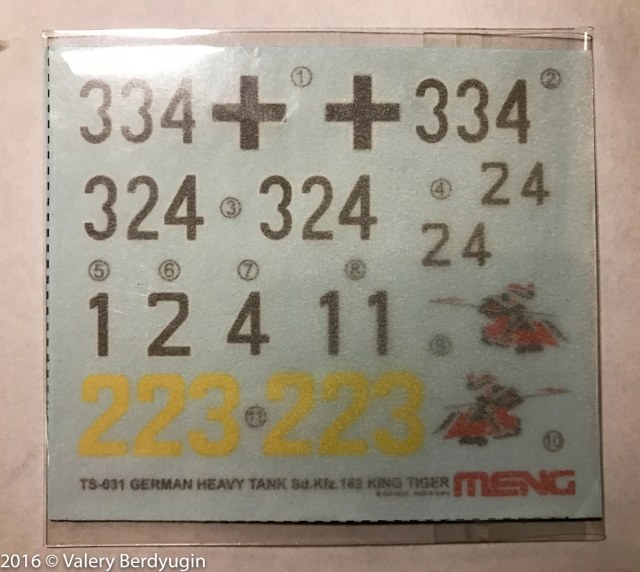 334 ① ② 334
324 ③ 324 ④ 24
24
⑤ ⑥ ⑦ ⑧
1 2 4 11 ⑨
223 ⑪ 223 ⑩
TS-031 GERMAN HEAVY TANK Sd.Kfz.182 KING TIGER MENG
2016 © Valery Berdyugin